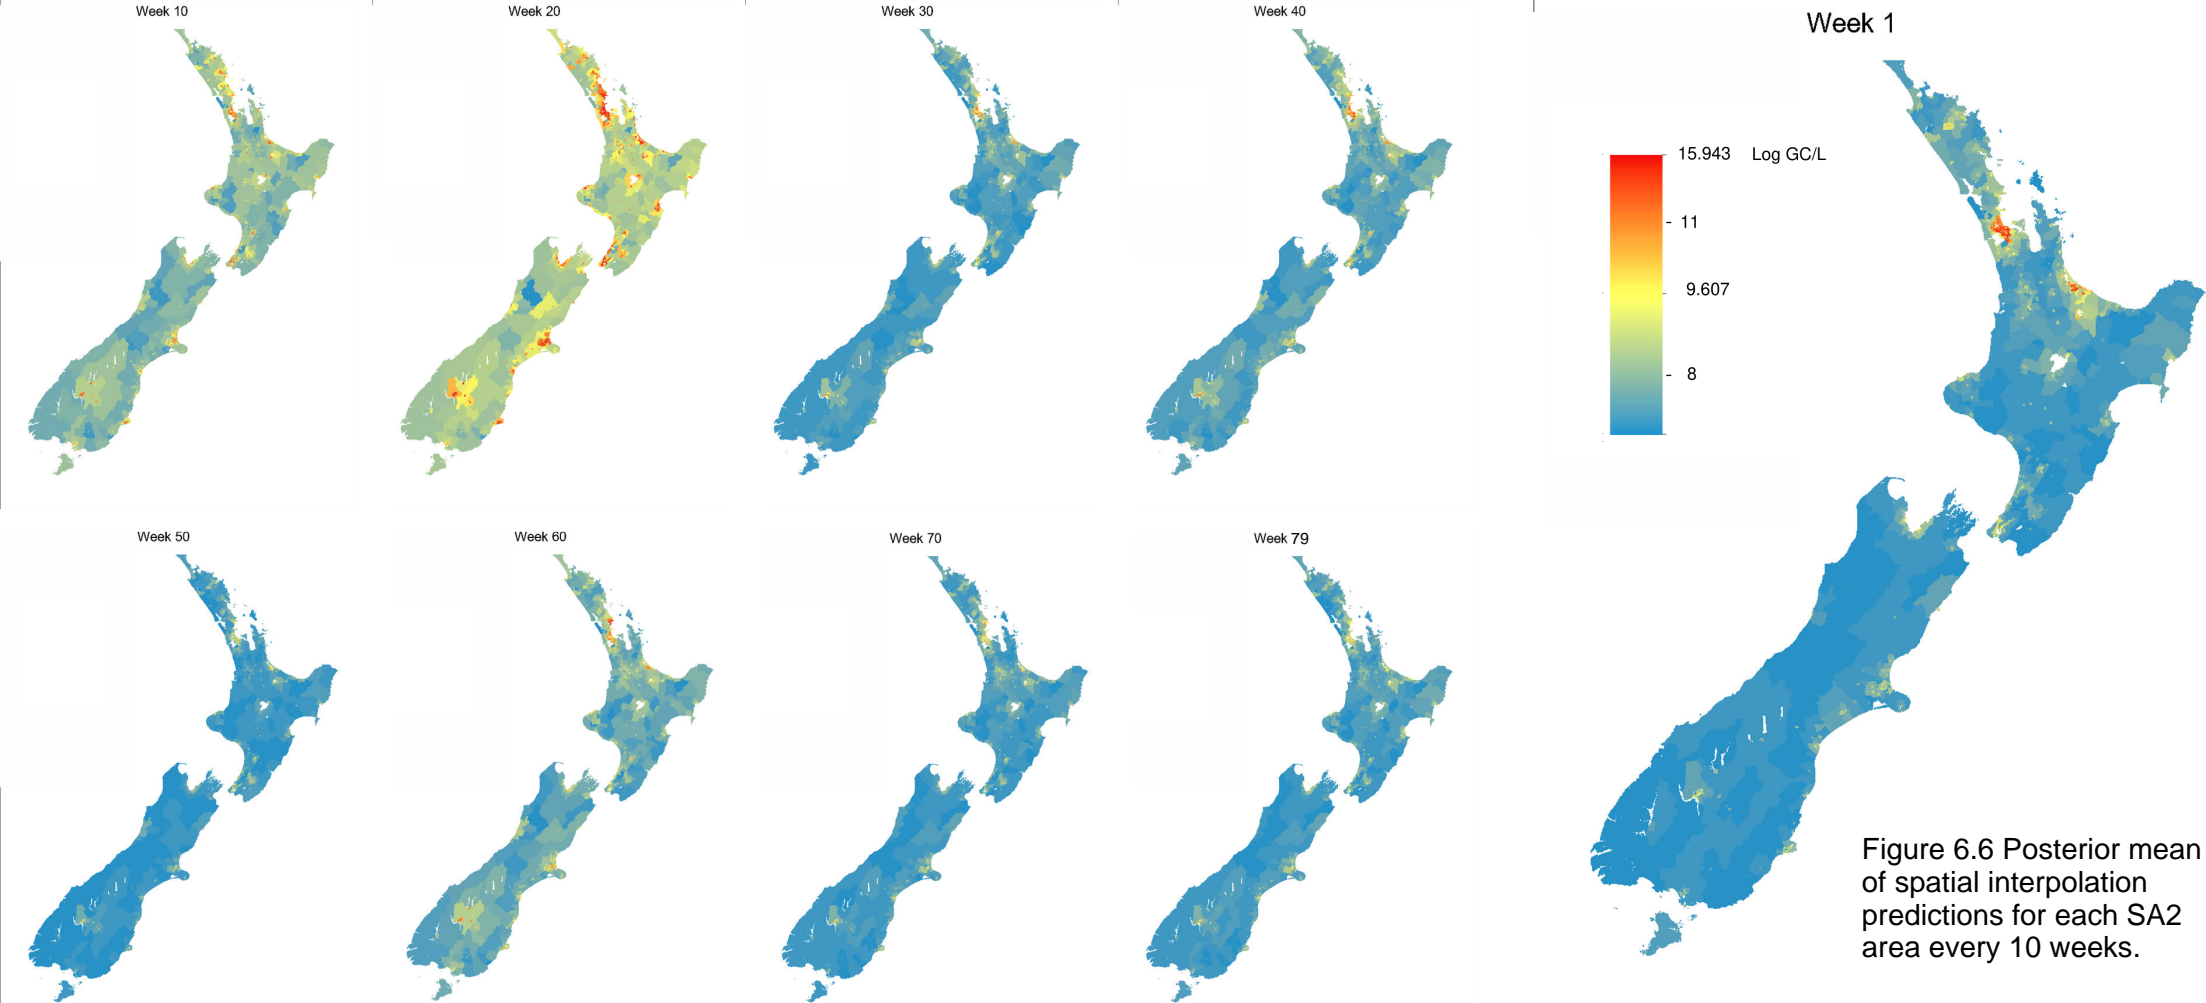 Week 10
Week 20
Week 30
Week 40
Week 1
15.943 Log GC/L
- 11
9.607
- 8
Week 50
Week 60
Week 70
Week 79
Figure 6.6 Posterior mean
of spatial interpolation
predictions for each SA2
area every 10 weeks.